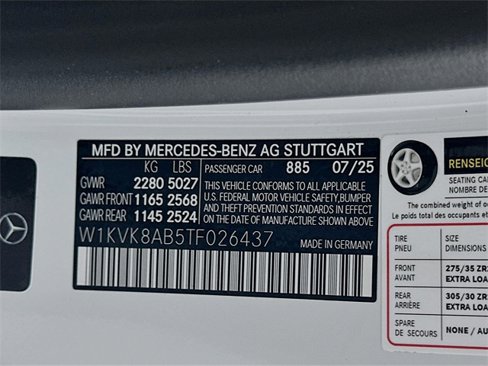 MFD BY MERCEDES-BENZ AG STUTTGART
KG LBS PASSENGER CAR 885 07/25
GVWR 2280 5027
GAWR FRONT 1165 2568
GAWR REAR 1145 2524
THIS VEHICLE CONFORMS TO ALL APPLICABLE
U.S. FEDERAL MOTOR VEHICLE SAFETY, BUMPER
AND THEFT PREVENTION STANDARDS IN EFFECT
ON THE DATE OF MANUFACTURE SHOWN ABOVE.
W1KVK8AB5TF026437
MADE IN GERMANY
RENSEIGN
SEATING CA
NOMBRE DE
The combined weight of
Le poids total des occupants et
TIRE
PNEU
SIZE
DIMENSIONS
FRONT
AVANT
275/35 ZR
EXTRA LOA
REAR
ARRIÈRE
305/30 ZR
EXTRA LOA
SPARE
DE SECOURS
NONE / AU